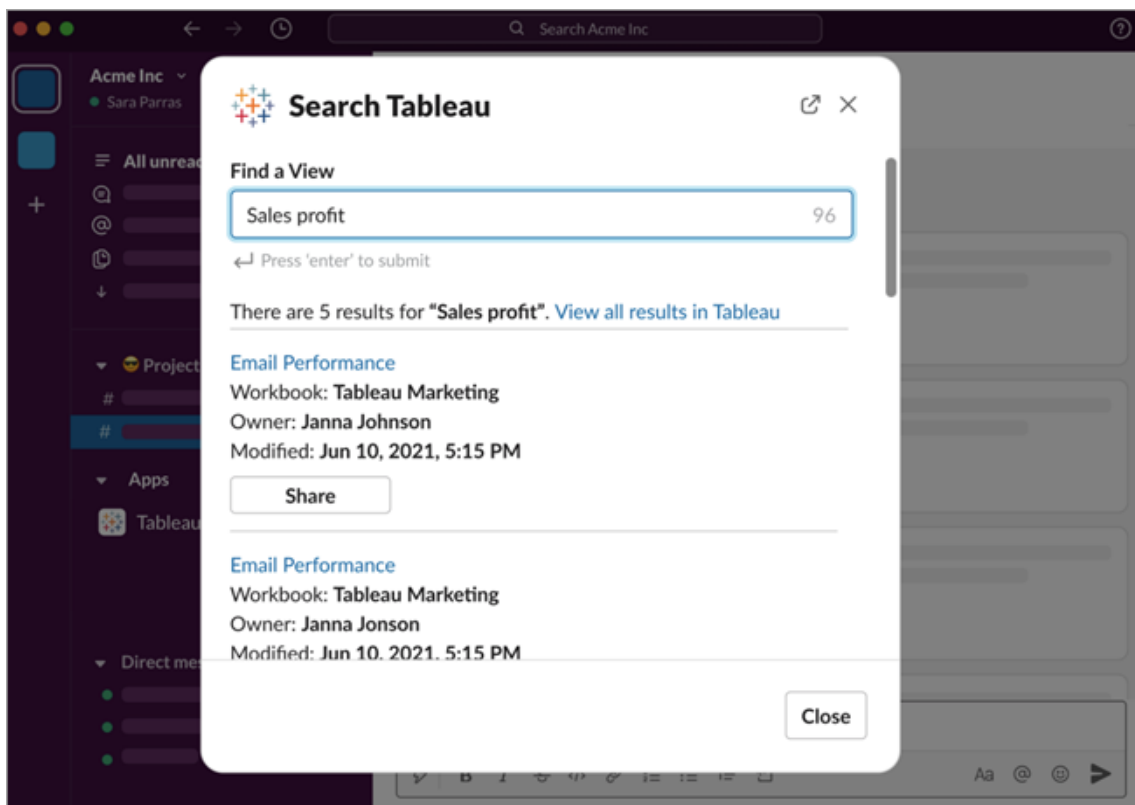 Search Acme Inc
Acme Inc
Sara Parras
All unread
Project
Apps
Tableau
Direct mes
Search Tableau
Find a View
Sales profit 96
Press 'enter' to submit
There are 5 results for “Sales profit”. View all results in Tableau
Email Performance
Workbook: Tableau Marketing
Owner: Janna Johnson
Modified: Jun 10, 2021, 5:15 PM
Share
Email Performance
Workbook: Tableau Marketing
Owner: Janna Jonson
Modified: Jun 10, 2021, 5:15 PM
Close
B I
Aa @